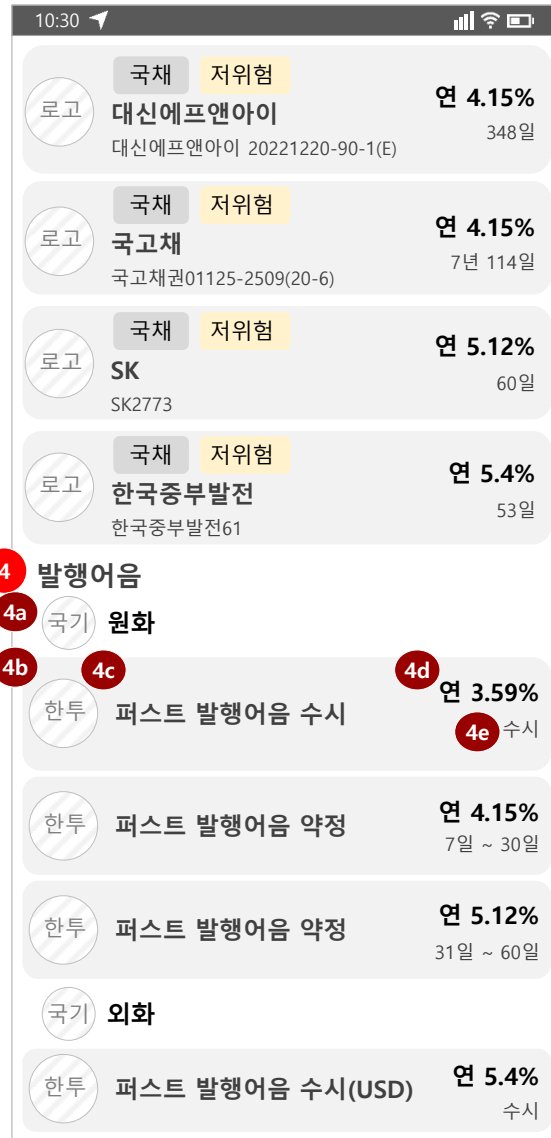 10:30
국채 저위험
로고 대신에프앤아이 연 4.15%
대신에프앤아이 20221220-90-1(E) 348일
국채 저위험
로고 국고채 연 4.15%
국고채권01125-2509(20-6) 7년 114일
국채 저위험
로고 SK 연 5.12%
SK2773 60일
국채 저위험
로고 한국중부발전 연 5.4%
한국중부발전61 53일
4 발행어음
4a 국기 원화
4b 4c 4d
한투 퍼스트 발행어음 수시 연 3.59%
4e 수시
한투 퍼스트 발행어음 약정 연 4.15%
7일 ~ 30일
한투 퍼스트 발행어음 약정 연 5.12%
31일 ~ 60일
국기 외화
한투 퍼스트 발행어음 수시(USD) 연 5.4%
수시